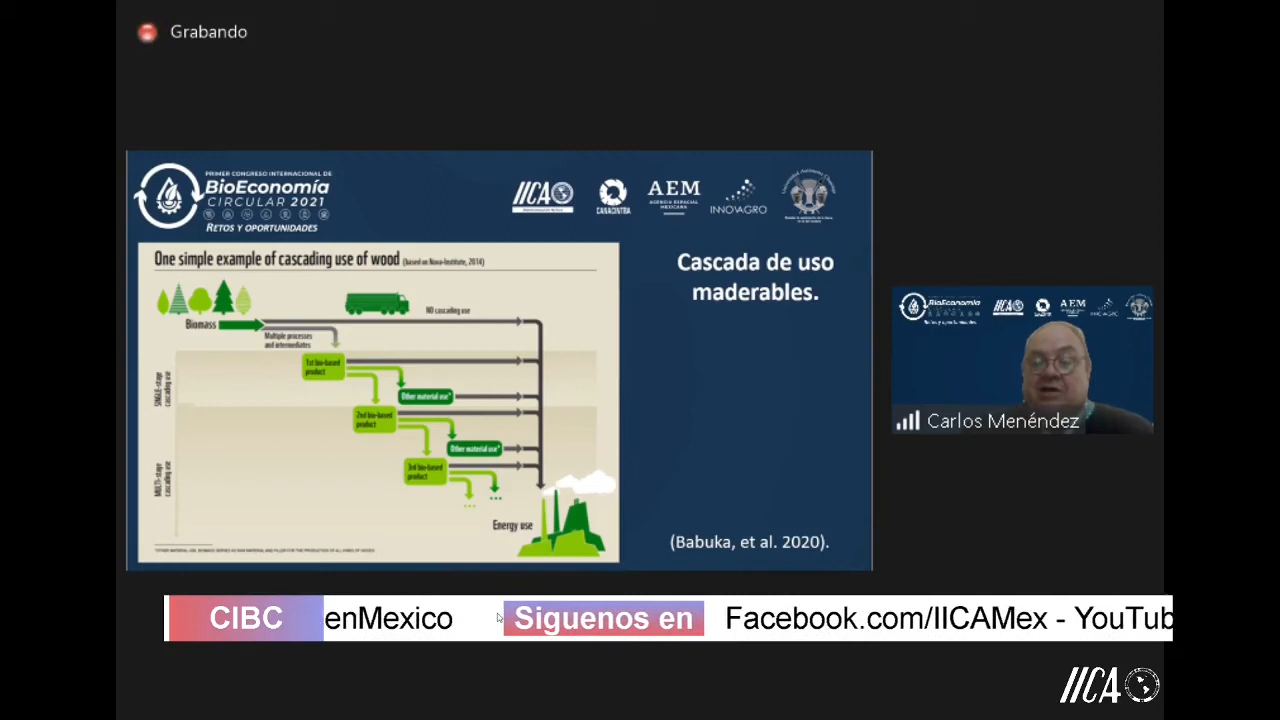 Grabando
PRIMER CONGRESO INTERNACIONAL DE
BioEconomía
CIRCULAR 2021
RETOS Y OPORTUNIDADES
IICA
CANACINTRA
AEM
AGENCIA ESPACIAL
MEXICANA
INNOVAGRO
One simple example of cascading use of wood (based on Nova-Institute, 2014)
Biomass
NO cascading use
Multiple processes
and intermediates
SINGLE-stage
cascading use
1st bio-based
product
Other material use*
2nd bio-based
product
Other material use*
MULTI-stage
cascading use
3rd bio-based
product
...
...
Energy use
Cascada de uso
maderables.
(Babuka, et al. 2020).
BioEconomía
IICA
AEM
Carlos Menéndez
CIBC
enMexico
Siguenos en
Facebook.com/IICAMex - YouTub
IICA